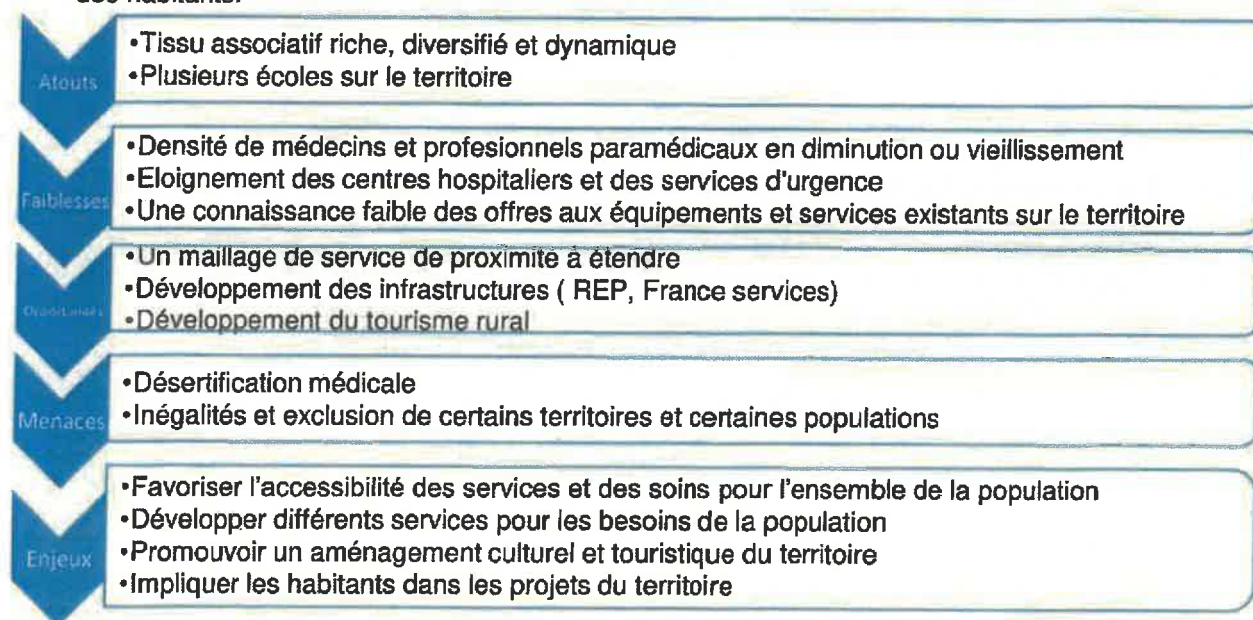 des habitants.
Atouts
•Tissu associatif riche, diversifié et dynamique
•Plusieurs écoles sur le territoire
Faiblesses
•Densité de médecins et profesionnels paramédicaux en diminution ou vieillissement
•Eloignement des centres hospitaliers et des services d'urgence
•Une connaissance faible des offres aux équipements et services existants sur le territoire
Opportunités
•Un maillage de service de proximité à étendre
•Développement des infrastructures ( REP, France services)
•Développement du tourisme rural
Menaces
•Désertification médicale
•Inégalités et exclusion de certains territoires et certaines populations
Enjeux
•Favoriser l'accessibilité des services et des soins pour l'ensemble de la population
•Développer différents services pour les besoins de la population
•Promouvoir un aménagement culturel et touristique du territoire
•Impliquer les habitants dans les projets du territoire